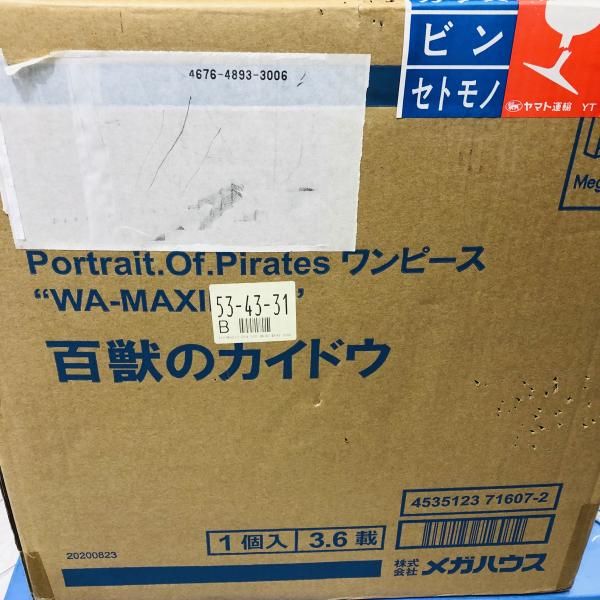 4676-4893-3006
ビン
セトモノ
ヤマト運輸 YT
Meg
Portrait.Of.Pirates ワンピース
“WA-MAXI ”
53-43-31
B
百獣のカイドウ
4535123 71607-2
1個入 3.6載
20200823
株式会社 メガハウス